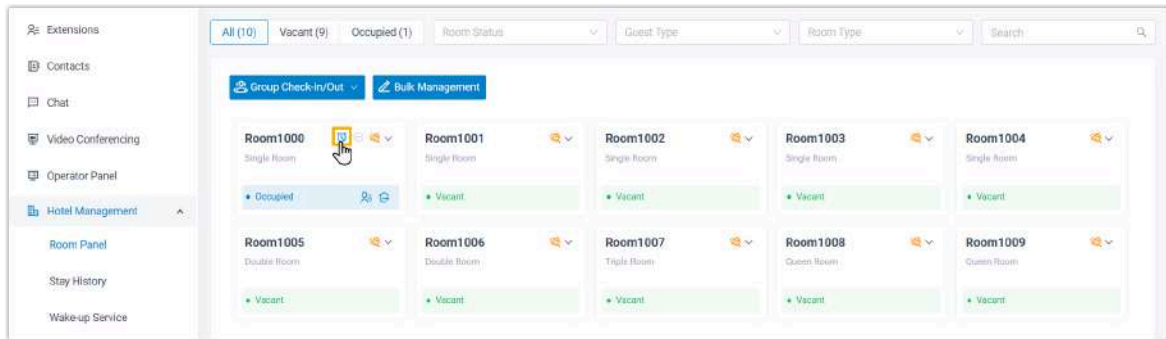 Extensions
Contacts
Chat
Video Conferencing
Operator Panel
Hotel Management
Room Panel
Stay History
Wake-up Service
All (10) Vacant (9) Occupied (1) Room Status Guest Type Room Type Search
Group Check-In/Out Bulk Management
Room1000 Room1001 Room1002 Room1003 Room1004
Single Room Single Room Single Room Single Room Single Room
Occupied Vacant Vacant Vacant Vacant
Room1005 Room1006 Room1007 Room1008 Room1009
Double Room Double Room Triple Room Queen Room Queen Room
Vacant Vacant Vacant Vacant Vacant